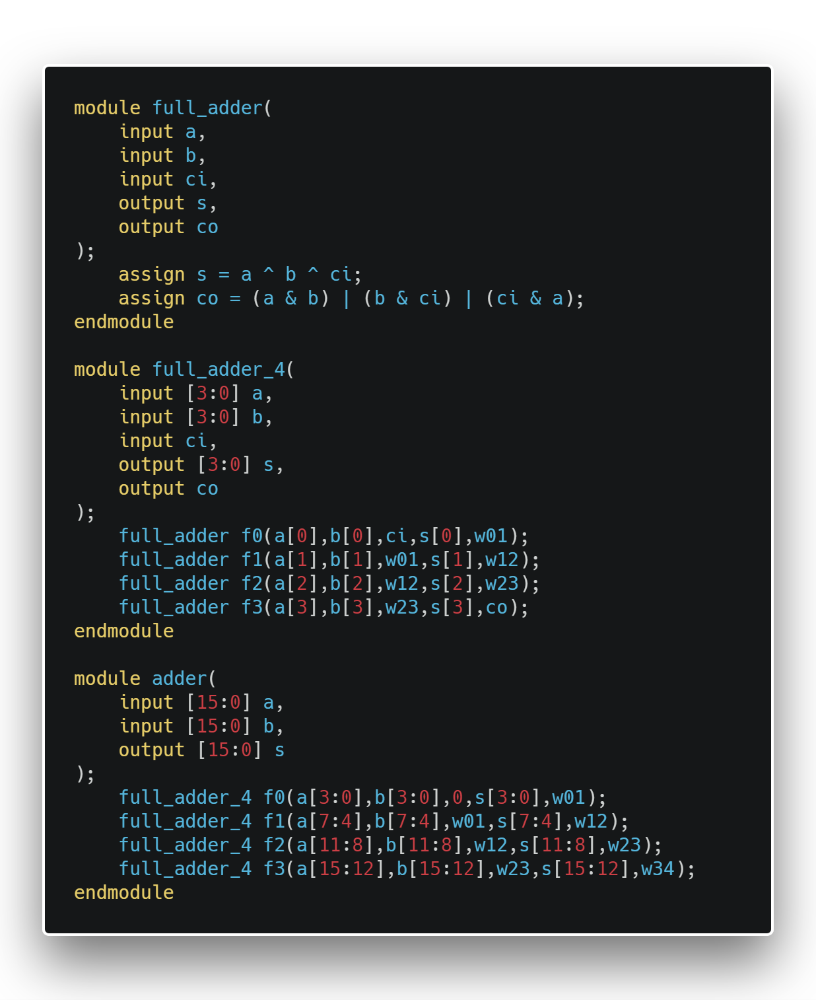 module full_adder(
    input a,
    input b,
    input ci,
    output s,
    output co
);
    assign s = a ^ b ^ ci;
    assign co = (a & b) | (b & ci) | (ci & a);
endmodule

module full_adder_4(
    input [3:0] a,
    input [3:0] b,
    input ci,
    output [3:0] s,
    output co
);
    full_adder f0(a[0],b[0],ci,s[0],w01);
    full_adder f1(a[1],b[1],w01,s[1],w12);
    full_adder f2(a[2],b[2],w12,s[2],w23);
    full_adder f3(a[3],b[3],w23,s[3],co);
endmodule

module adder(
    input [15:0] a,
    input [15:0] b,
    output [15:0] s
);
    full_adder_4 f0(a[3:0],b[3:0],0,s[3:0],w01);
    full_adder_4 f1(a[7:4],b[7:4],w01,s[7:4],w12);
    full_adder_4 f2(a[11:8],b[11:8],w12,s[11:8],w23);
    full_adder_4 f3(a[15:12],b[15:12],w23,s[15:12],w34);
endmodule